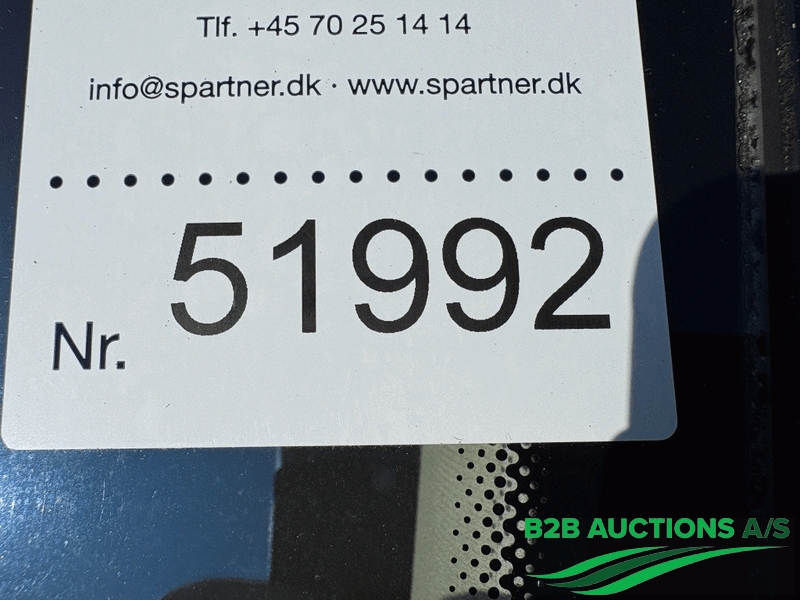 Tlf. +45 70 25 14 14
info@spartner.dk · www.spartner.dk
Nr. 51992
B2B AUCTIONS A/S